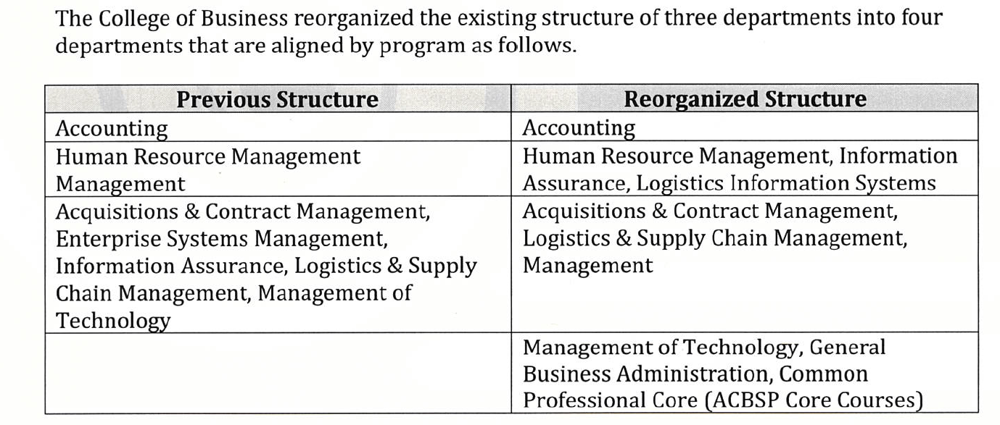 The College of Business reorganized the existing structure of three departments into four
departments that are aligned by program as follows.
Previous Structure
Reorganized Structure
Accounting
Accounting
Human Resource Management
Management
Human Resource Management, Information
Assurance, Logistics Information Systems
Acquisitions & Contract Management,
Enterprise Systems Management,
Information Assurance, Logistics & Supply
Chain Management, Management of
Technology
Acquisitions & Contract Management,
Logistics & Supply Chain Management,
Management
Management of Technology, General
Business Administration, Common
Professional Core (ACBSP Core Courses)